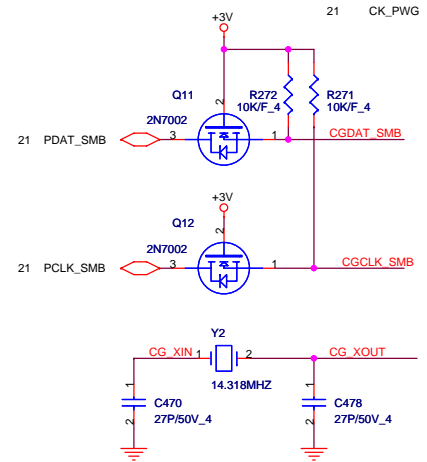 21 CK_PWG
+3V
R272
10K/F_4
R271
10K/F_4
Q11
2
2N7002
21 PDAT_SMB
3
1
CGDAT_SMB
+3V
Q12
2
2N7002
21 PCLK_SMB
3
1
CGCLK_SMB
Y2
CG_XIN
1
2
CG_XOUT
14.318MHZ
1
C470
27P/50V_4
2
1
C478
27P/50V_4
2